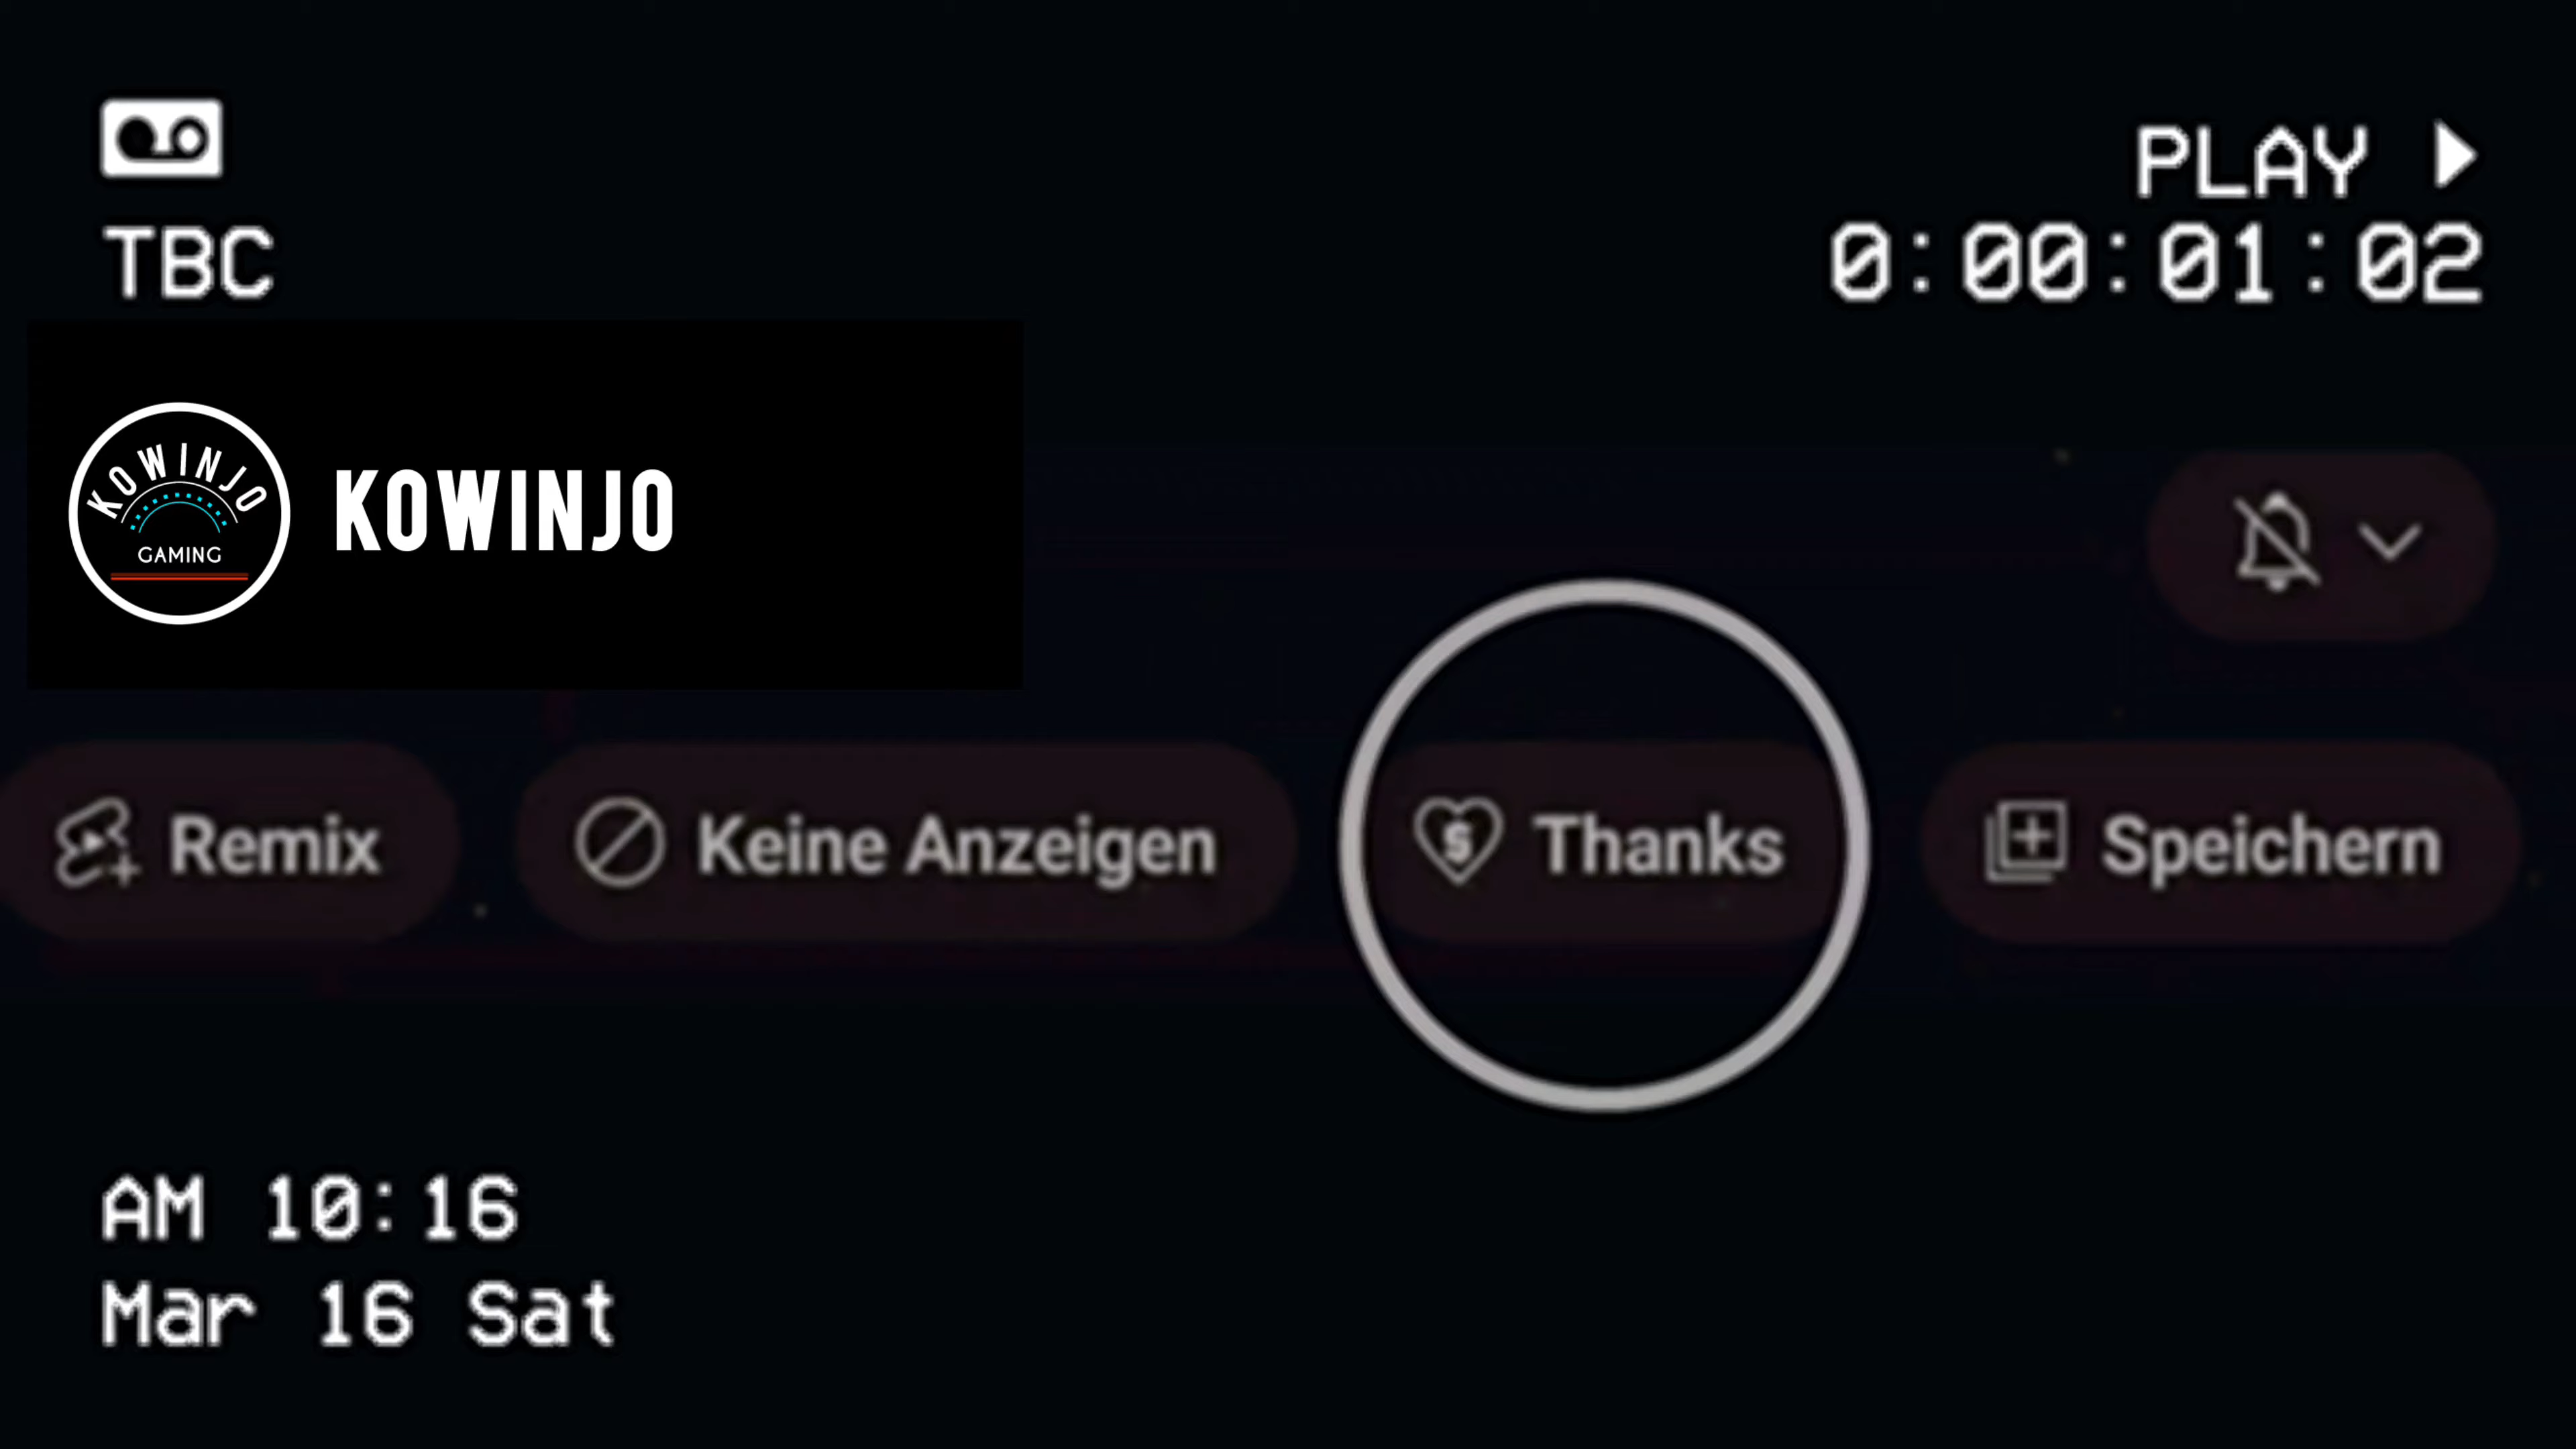 TBC
PLAY
0:00:01:02
KOWINJO
GAMING
KOWINJO
Remix
Keine Anzeigen
Thanks
Speichern
AM 10:16
Mar 16 Sat